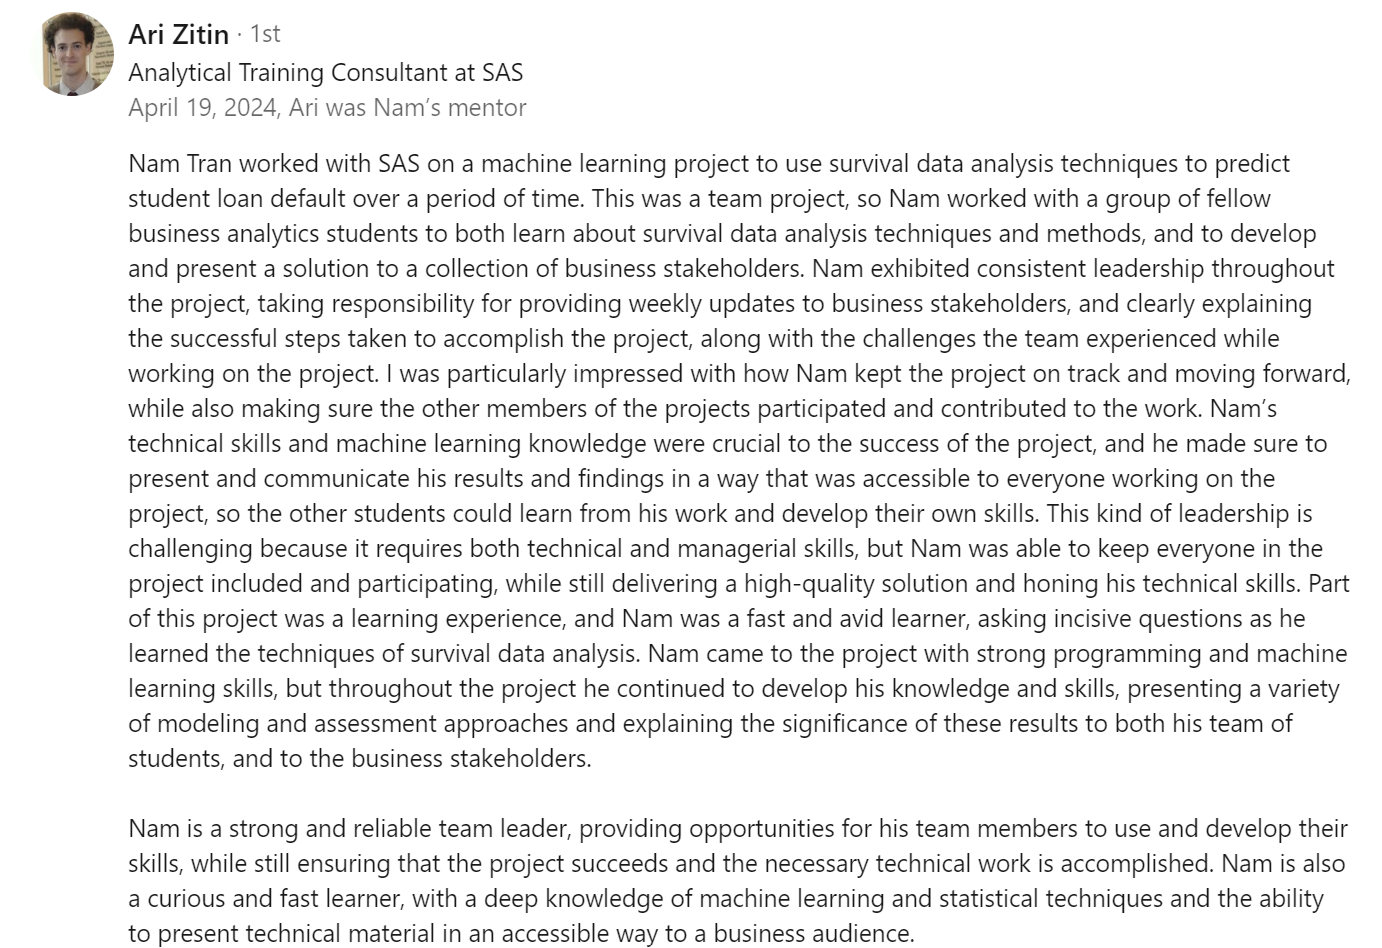 Ari Zitin · 1st
Analytical Training Consultant at SAS
April 19, 2024, Ari was Nam’s mentor
Nam Tran worked with SAS on a machine learning project to use survival data analysis techniques to predict
student loan default over a period of time. This was a team project, so Nam worked with a group of fellow
business analytics students to both learn about survival data analysis techniques and methods, and to develop
and present a solution to a collection of business stakeholders. Nam exhibited consistent leadership throughout
the project, taking responsibility for providing weekly updates to business stakeholders, and clearly explaining
the successful steps taken to accomplish the project, along with the challenges the team experienced while
working on the project. I was particularly impressed with how Nam kept the project on track and moving forward,
while also making sure the other members of the projects participated and contributed to the work. Nam’s
technical skills and machine learning knowledge were crucial to the success of the project, and he made sure to
present and communicate his results and findings in a way that was accessible to everyone working on the
project, so the other students could learn from his work and develop their own skills. This kind of leadership is
challenging because it requires both technical and managerial skills, but Nam was able to keep everyone in the
project included and participating, while still delivering a high-quality solution and honing his technical skills. Part
of this project was a learning experience, and Nam was a fast and avid learner, asking incisive questions as he
learned the techniques of survival data analysis. Nam came to the project with strong programming and machine
learning skills, but throughout the project he continued to develop his knowledge and skills, presenting a variety
of modeling and assessment approaches and explaining the significance of these results to both his team of
students, and to the business stakeholders.
Nam is a strong and reliable team leader, providing opportunities for his team members to use and develop their
skills, while still ensuring that the project succeeds and the necessary technical work is accomplished. Nam is also
a curious and fast learner, with a deep knowledge of machine learning and statistical techniques and the ability
to present technical material in an accessible way to a business audience.